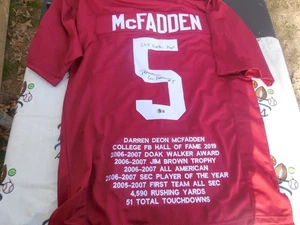 McFADDEN
5
DARREN DEON MCFADDEN
COLLEGE FB HALL OF FAME 2019
2006-2007 DOAK WALKER AWARD
2006-2007 JIM BROWN TROPHY
2006-2007 ALL AMERICAN
2006-2007 SEC PLAYER OF THE YEAR
2006-2007 FIRST TEAM ALL SEC
4,590 RUSHING YARDS
51 TOTAL TOUCHDOWNS